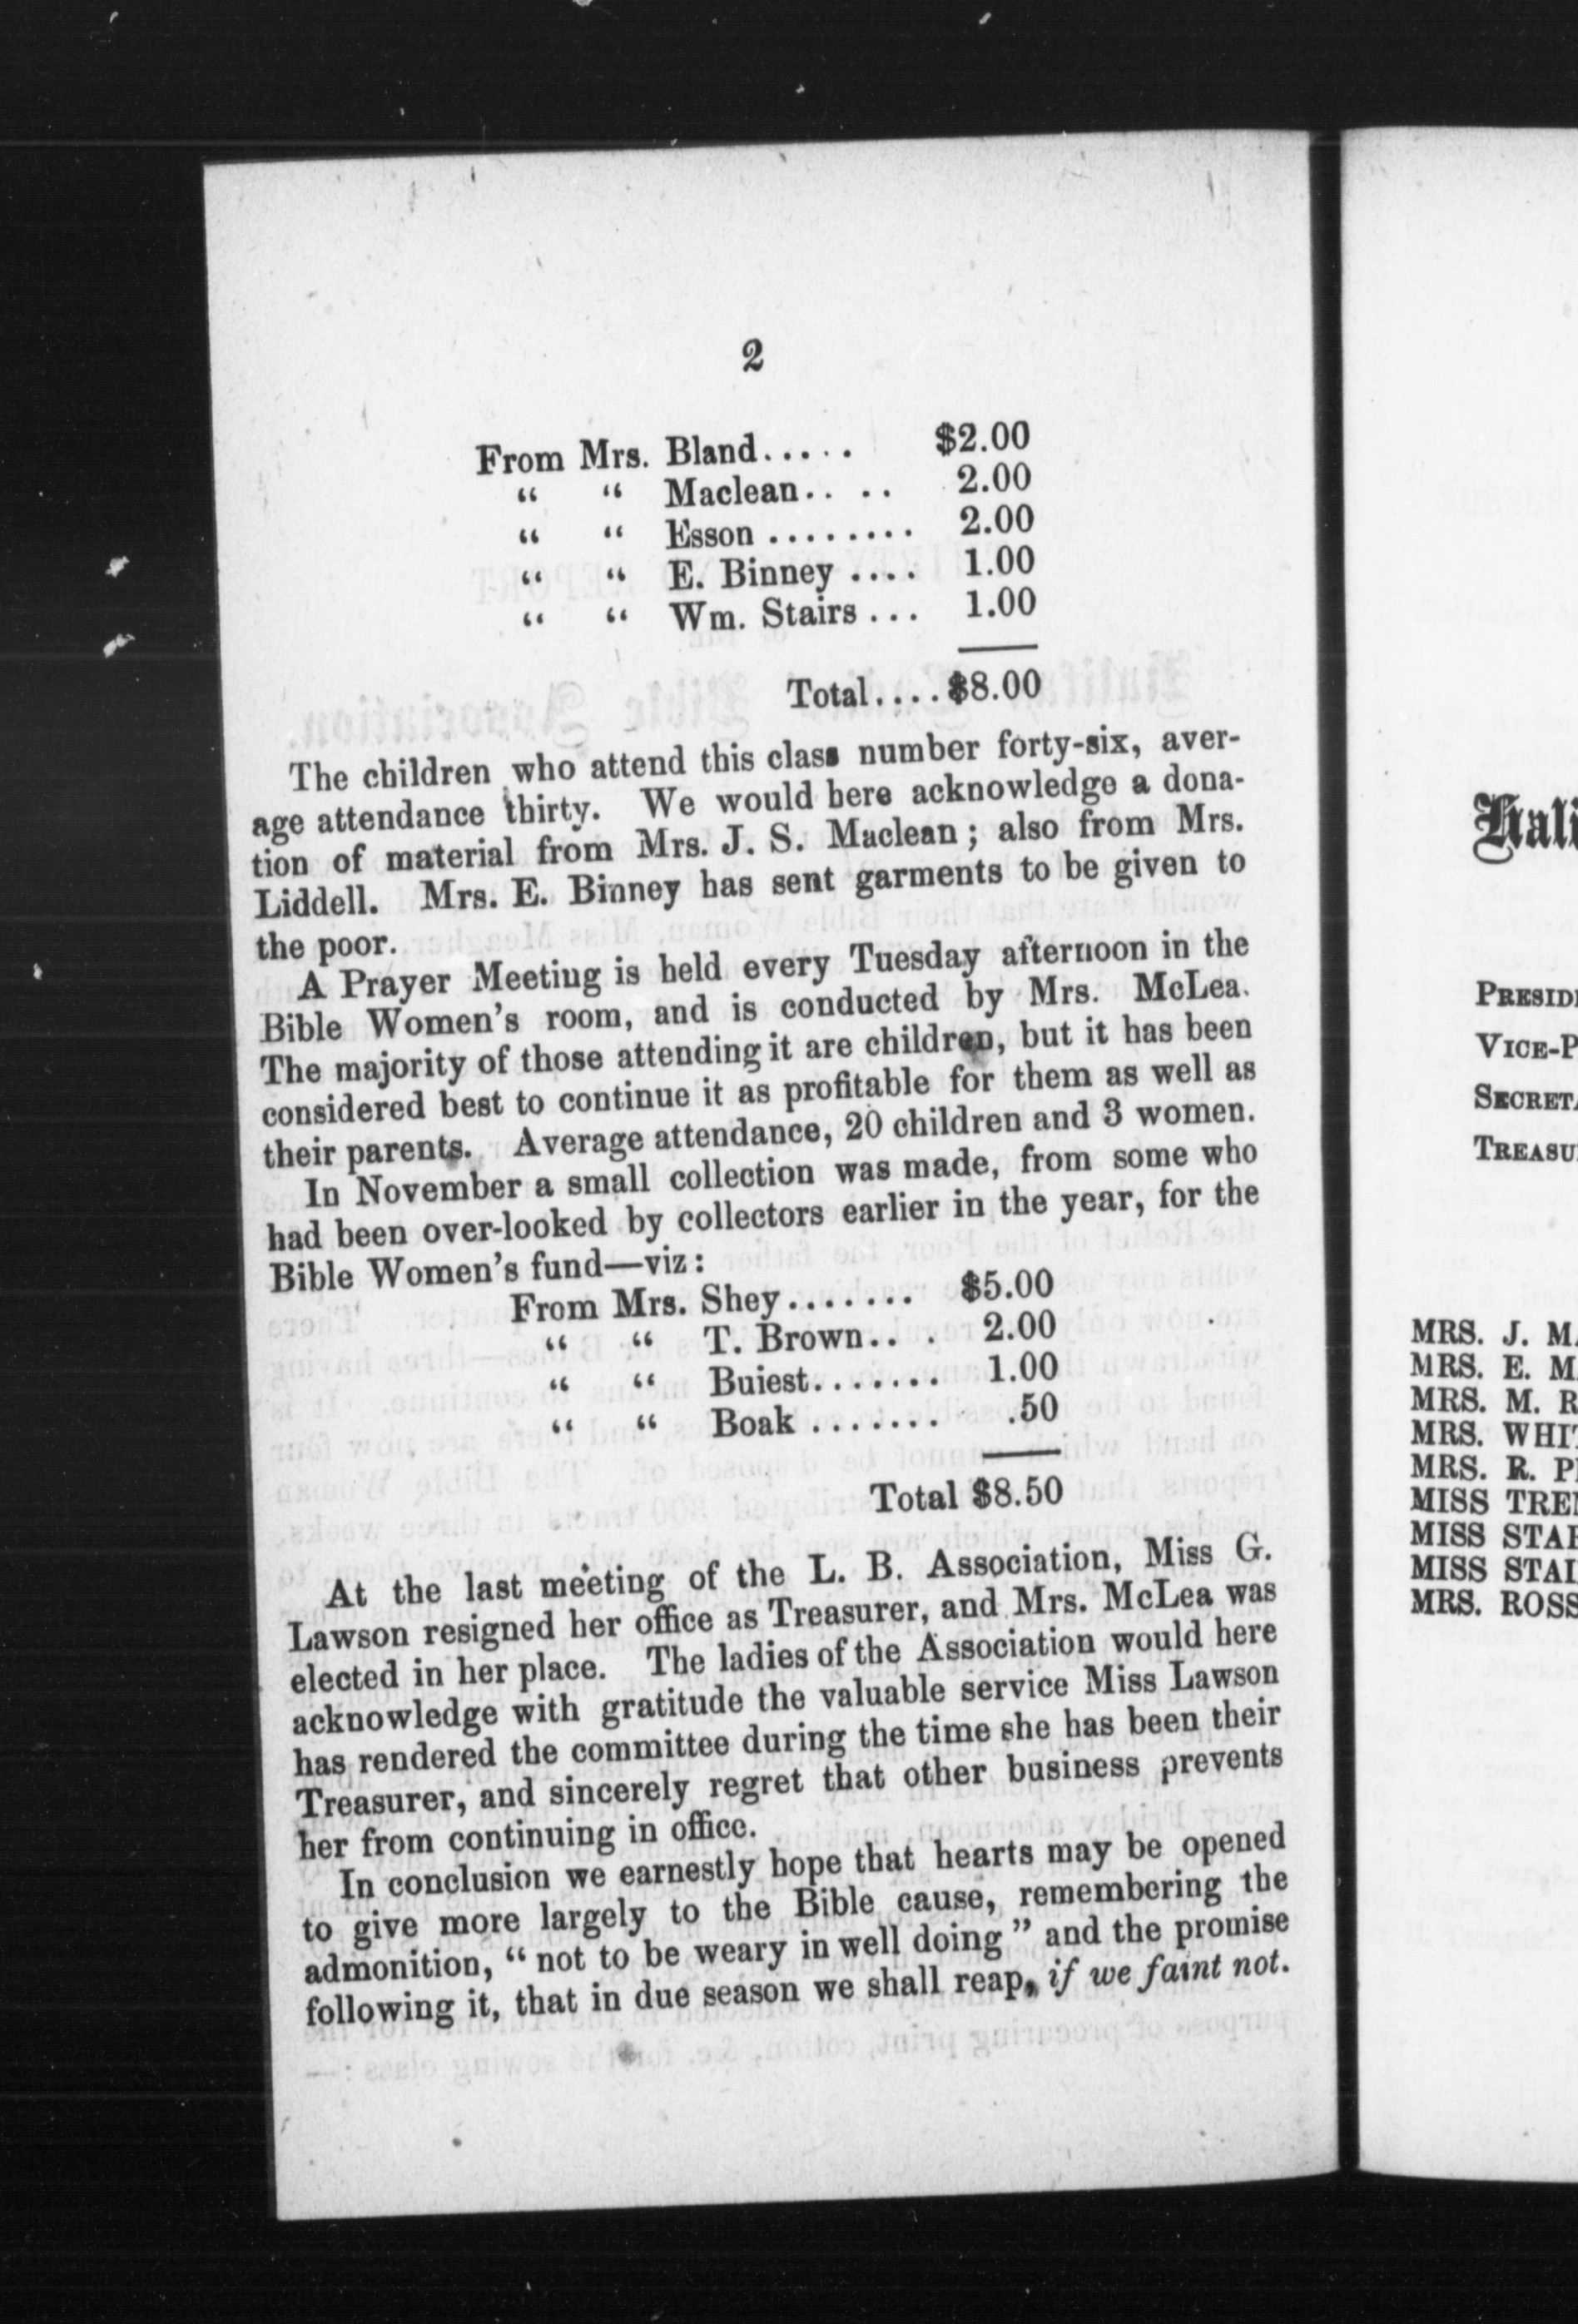 2
From Mrs. Bland..... $2.00
“ “ Maclean.. .. 2.00
“ “ Esson ........ 2.00
“ “ E. Binney .... 1.00
“ “ Wm. Stairs ... 1.00
Total....$8.00
The children who attend this class number forty-six, aver-
age attendance thirty. We would here acknowledge a dona-
tion of material from Mrs. J. S. Maclean; also from Mrs.
Liddell. Mrs. E. Binney has sent garments to be given to
the poor.
A Prayer Meeting is held every Tuesday afternoon in the
Bible Women's room, and is conducted by Mrs. McLea.
The majority of those attending it are children, but it has been
considered best to continue it as profitable for them as well as
their parents. Average attendance, 20 children and 3 women.
In November a small collection was made, from some who
had been over-looked by collectors earlier in the year, for the
Bible Women's fund—viz:
From Mrs. Shey....... $5.00
“ “ T. Brown.. . 2.00
“ “ Buiest....... 1.00
“ “ Boak ....... .50
Total $8.50
At the last meeting of the L. B. Association, Miss G.
Lawson resigned her office as Treasurer, and Mrs. McLea was
elected in her place. The ladies of the Association would here
acknowledge with gratitude the valuable service Miss Lawson
has rendered the committee during the time she has been their
Treasurer, and sincerely regret that other business prevents
her from continuing in office.
In conclusion we earnestly hope that hearts may be opened
to give more largely to the Bible cause, remembering the
admonition, “ not to be weary in well doing ” and the promise
following it, that in due season we shall reap, if we faint not.
Hali
PRESID
VICE-P
SECRET
TREASU
MRS. J. M
MRS. E. M
MRS. M. R
MRS. WHI
MRS. R. P
MISS TRE
MISS STA
MISS STAI
MRS. ROSS